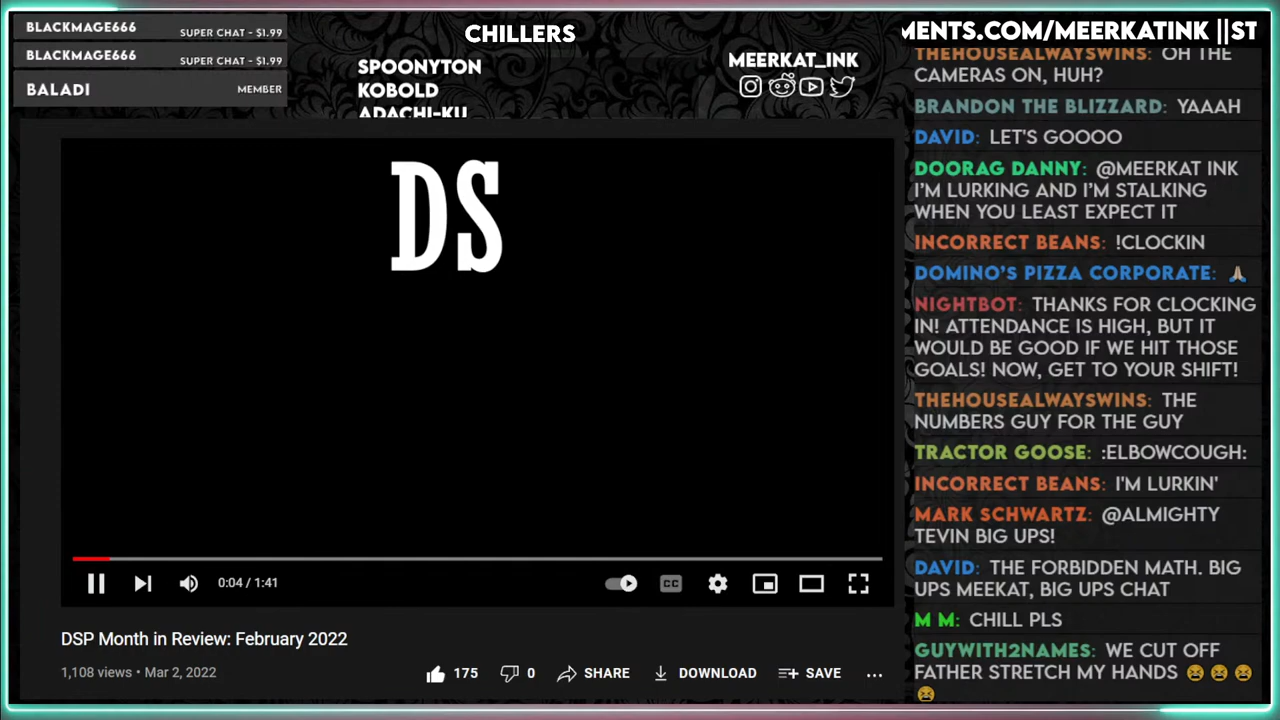 BLACKMAGE666 SUPER CHAT - $1.99
BLACKMAGE666 SUPER CHAT - $1.99
BALADI MEMBER
CHILLERS
SPOONYTON
KOBOLD
ADACHI-KU
MEERKAT_INK
MENTS.COM/MEERKATINK ||ST
DS
0:04 / 1:41
CC
DSP Month in Review: February 2022
1,108 views • Mar 2, 2022
175 0 SHARE DOWNLOAD SAVE ...
THEHOUSEALWAYSWINS: OH THE
CAMERAS ON, HUH?
BRANDON THE BLIZZARD: YAAAH
DAVID: LET'S GOOOO
DOORAG DANNY: @MEERKAT INK
I'M LURKING AND I'M STALKING
WHEN YOU LEAST EXPECT IT
INCORRECT BEANS: !CLOCKIN
DOMINO'S PIZZA CORPORATE: 🙏🏼
NIGHTBOT: THANKS FOR CLOCKING
IN! ATTENDANCE IS HIGH, BUT IT
WOULD BE GOOD IF WE HIT THOSE
GOALS! NOW, GET TO YOUR SHIFT!
THEHOUSEALWAYSWINS: THE
NUMBERS GUY FOR THE GUY
TRACTOR GOOSE: :ELBOWCOUGH:
INCORRECT BEANS: I'M LURKIN'
MARK SCHWARTZ: @ALMIGHTY
TEVIN BIG UPS!
DAVID: THE FORBIDDEN MATH. BIG
UPS MEEKAT, BIG UPS CHAT
M M: CHILL PLS
GUYWITH2NAMES: WE CUT OFF
FATHER STRETCH MY HANDS 😆 😆 😆
😆